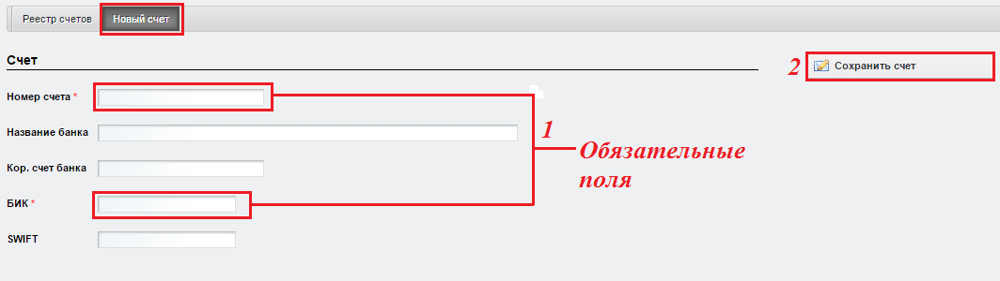 Реестр счетов Новый счет
Счет
2 Сохранить счет
Номер счета *
Название банка
1
Обязательные
поля
Кор. счет банка
БИК *
SWIFT